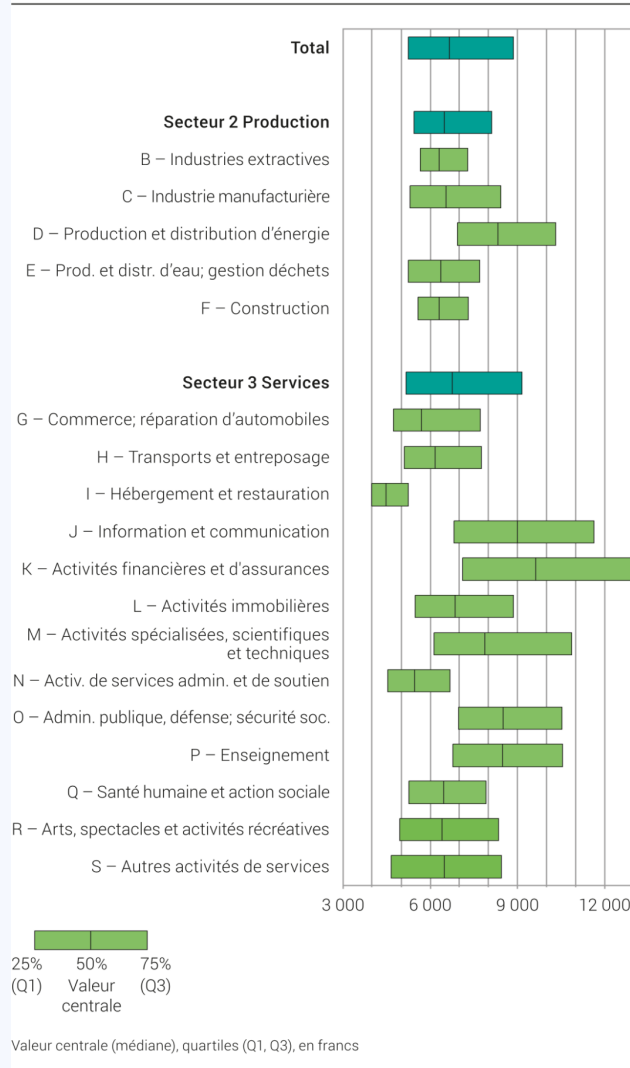 Total
Secteur 2 Production
B – Industries extractives
C – Industrie manufacturière
D – Production et distribution d'énergie
E – Prod. et distr. d'eau; gestion déchets
F – Construction
Secteur 3 Services
G – Commerce; réparation d'automobiles
H – Transports et entreposage
I – Hébergement et restauration
J – Information et communication
K – Activités financières et d'assurances
L – Activités immobilières
M – Activités spécialisées, scientifiques
et techniques
N – Activ. de services admin. et de soutien
O – Admin. publique, défense; sécurité soc.
P – Enseignement
Q – Santé humaine et action sociale
R – Arts, spectacles et activités récréatives
S – Autres activités de services
3 000 6 000 9 000 12 000
25% 50% 75%
(Q1) Valeur (Q3)
centrale
Valeur centrale (médiane), quartiles (Q1, Q3), en francs